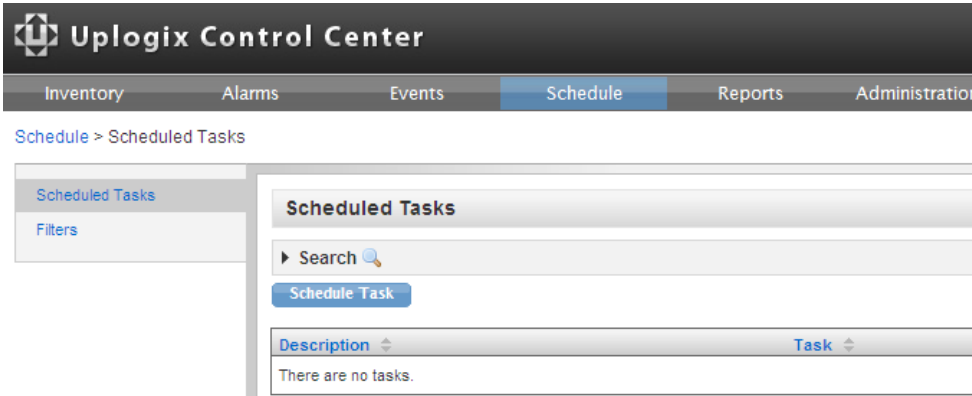 Uplogix Control Center
Inventory Alarms Events Schedule Reports Administration
Schedule > Scheduled Tasks
Scheduled Tasks
Filters
Scheduled Tasks
Search
Schedule Task
Description Task
There are no tasks.